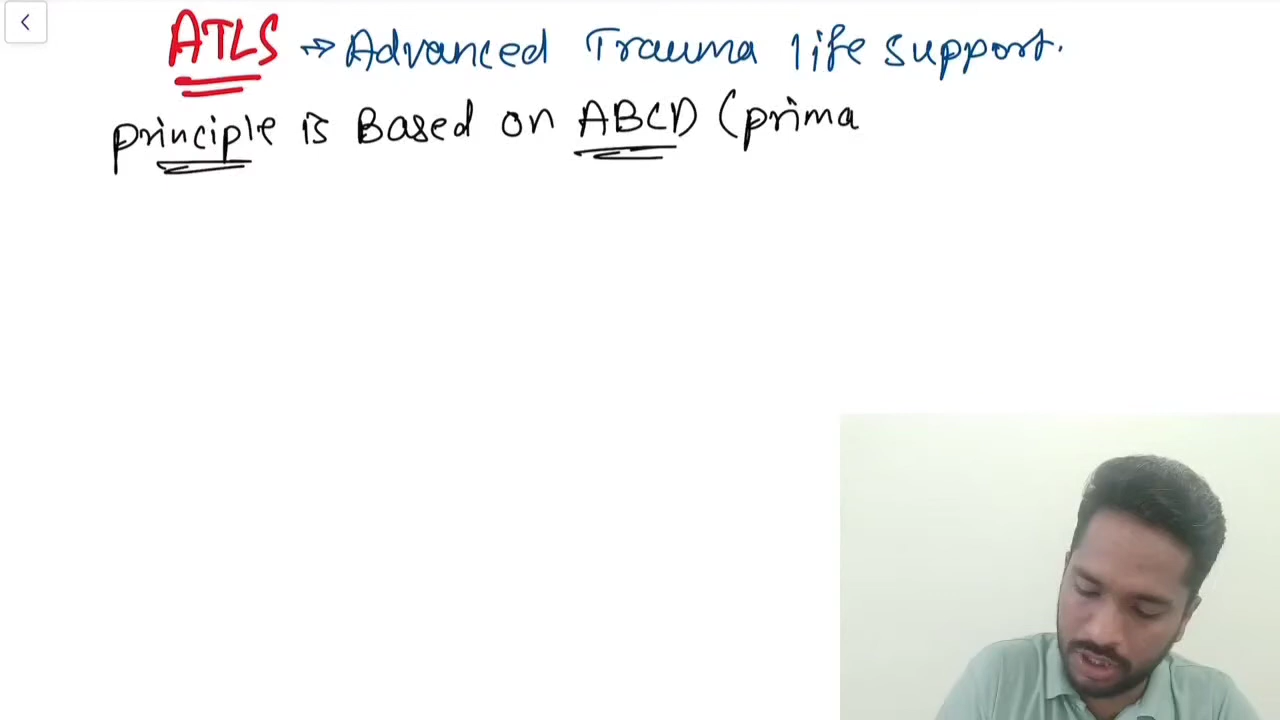 ATLS → Advanced Trauma life support.
principle is Based on ABCD (prima